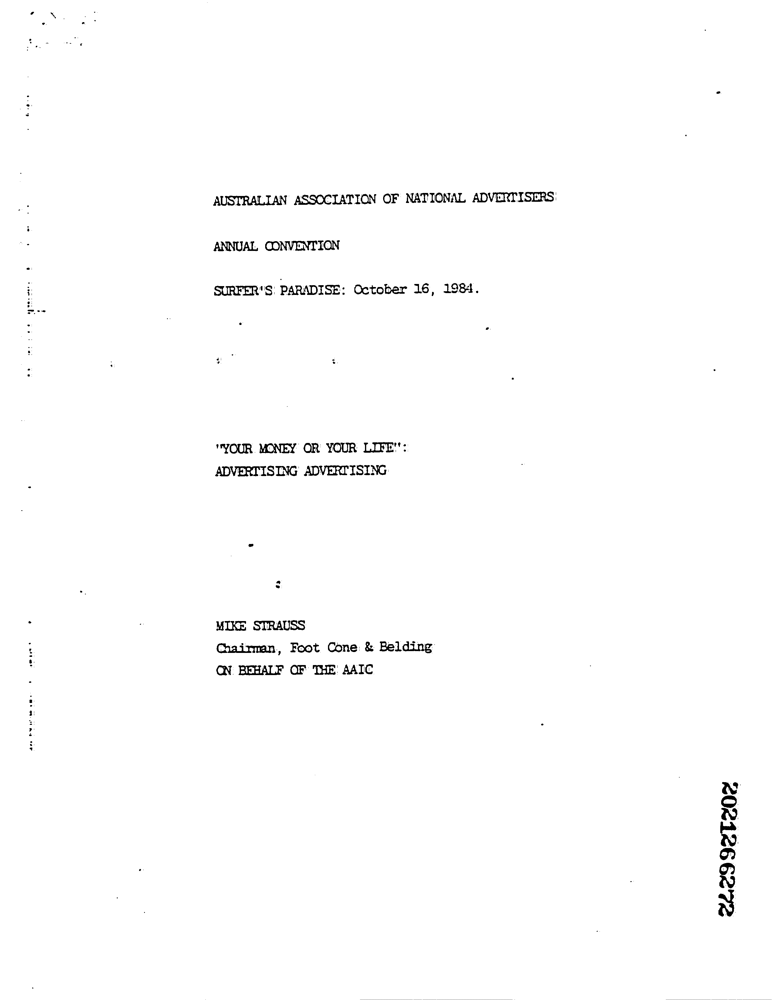 AUSTRALIAN ASSOCIATION OF NATIONAL ADVERTISERS
ANNUAL CONVENTION
SURFER'S PARADISE: October 16, 1984.
"YOUR MONEY OR YOUR LIFE":
ADVERTISING ADVERTISING
MIKE STRAUSS
Chairman, Foot Cone & Belding
ON BEHALF OF THE AAIC
2021266272